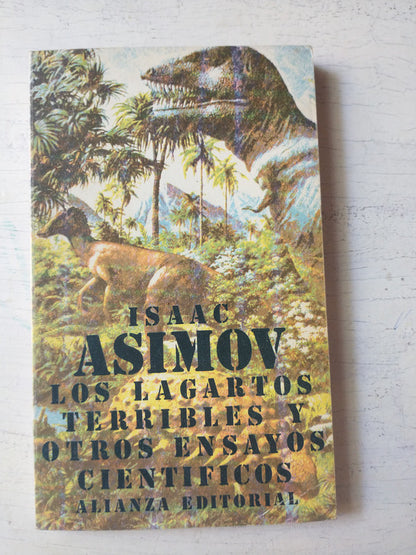 ISAAC
ASIMOV
LOS LAGARTOS
TERRIBLES Y
OTROS ENSAYOS
CIENTIFICOS
ALIANZA EDITORIAL